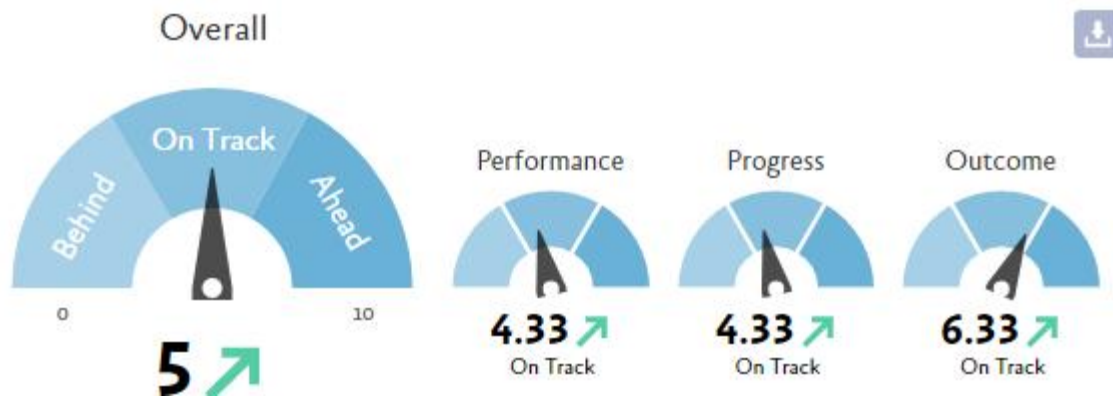 Overall
Behind
On Track
Ahead
0
10
5
Performance
4.33
On Track
Progress
4.33
On Track
Outcome
6.33
On Track